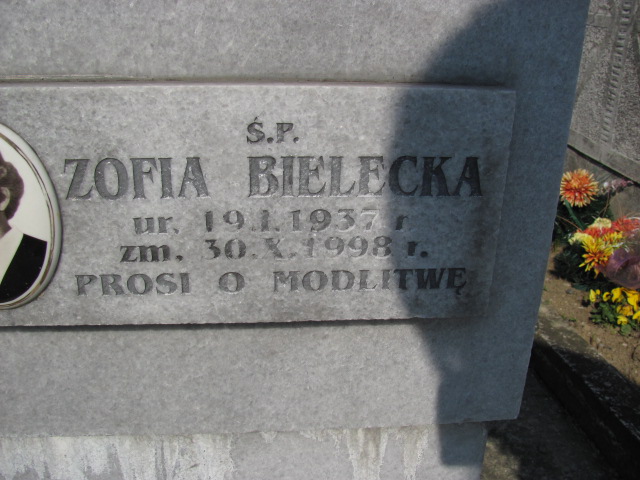 Ś.P.
ZOFIA BIELECKA
ur. 19.I.1937 r.
zm. 30.X.1998 r.
PROSI O MODLITWĘ